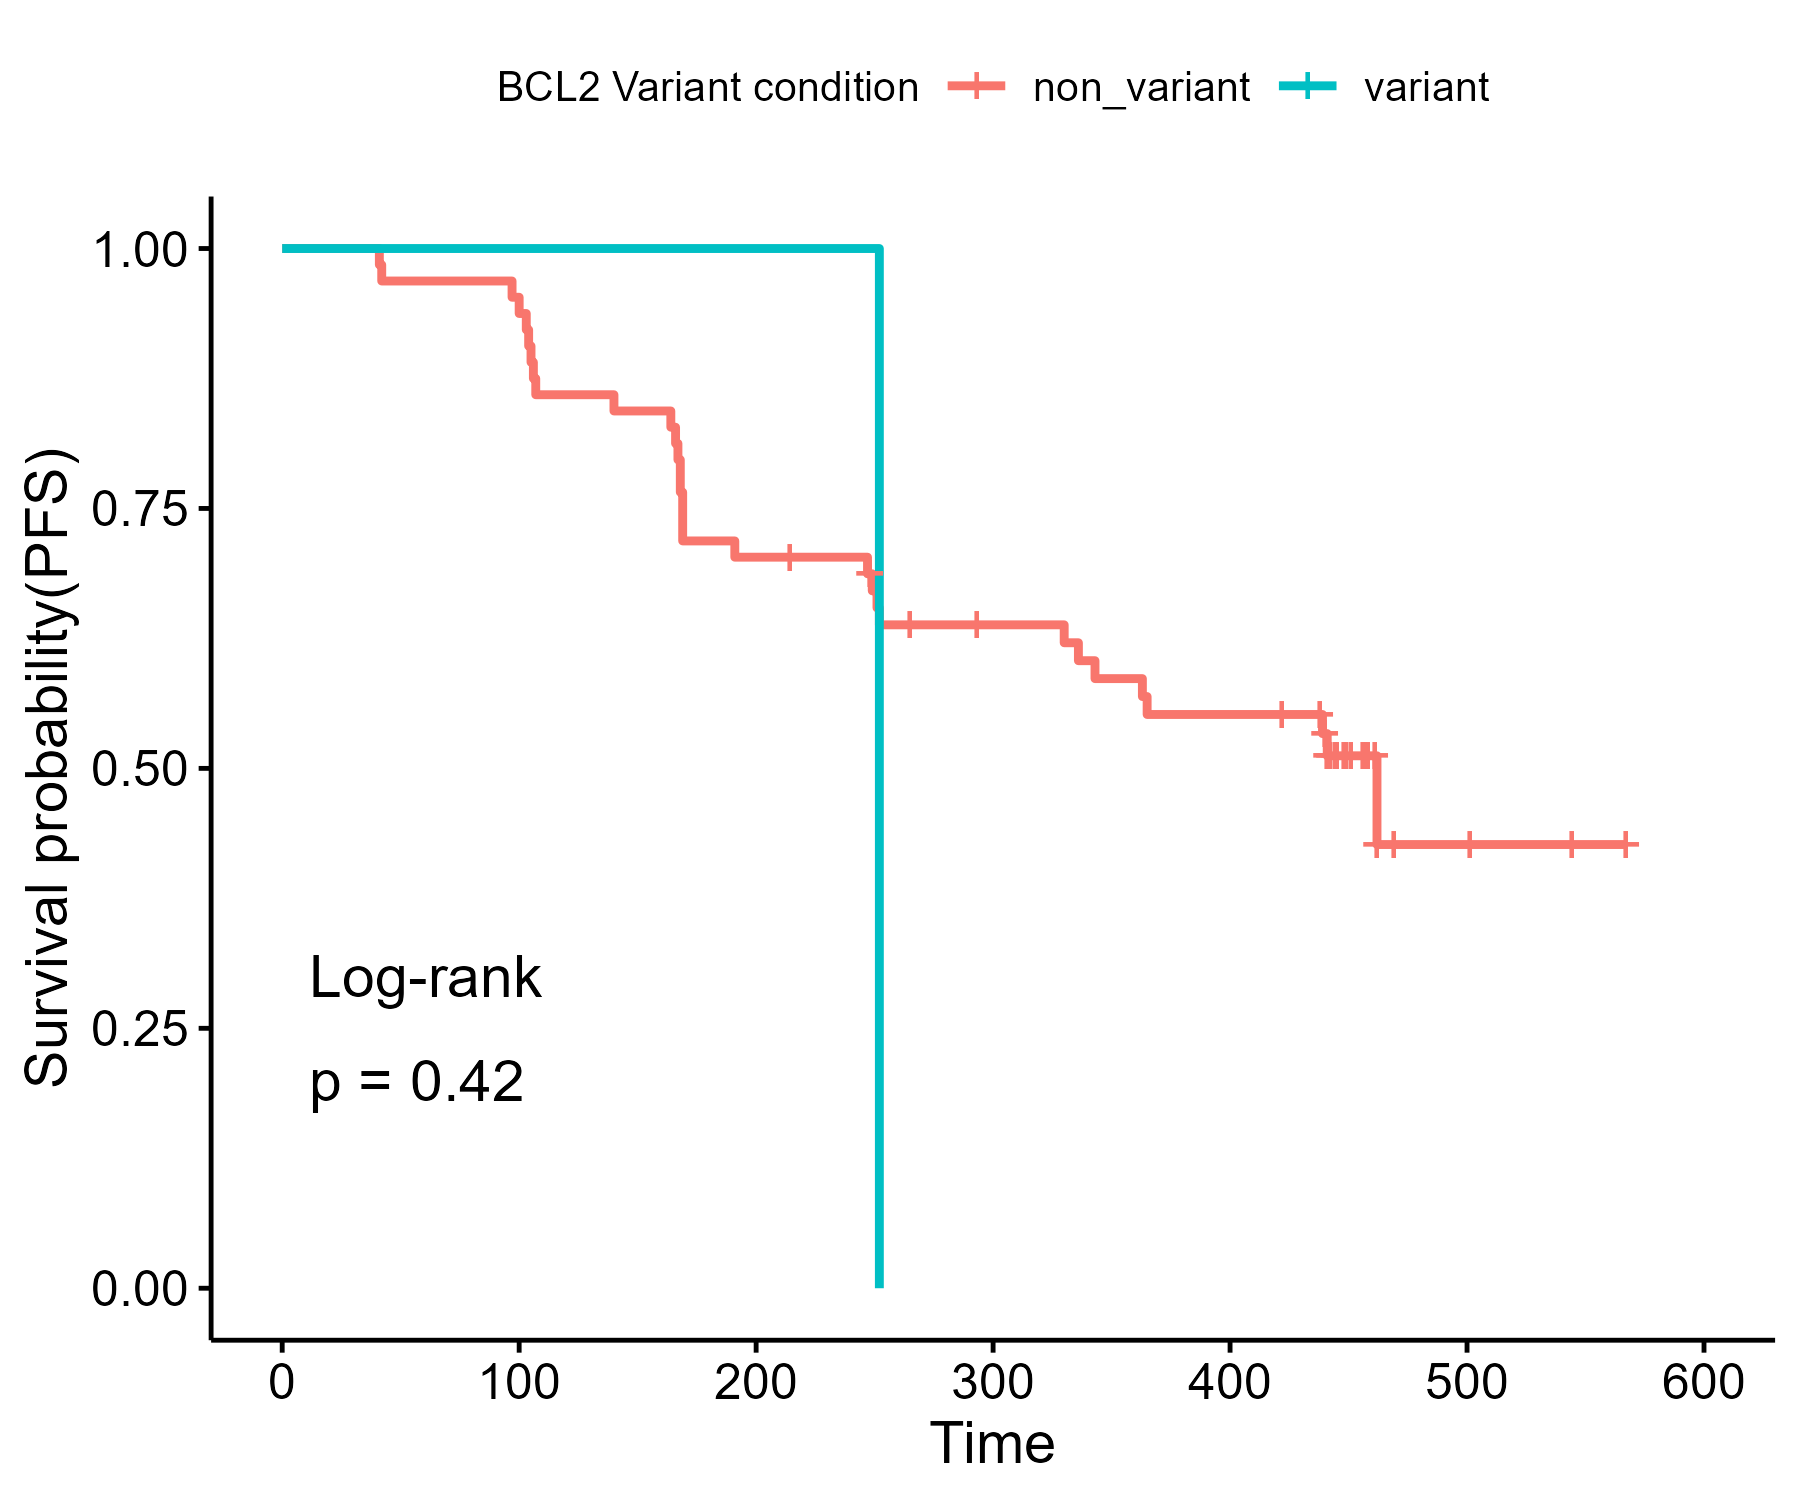 BCL2 Variant condition non_variant variant
Survival probability(PFS)
1.00
0.75
0.50
0.25
0.00
Log-rank
p = 0.42
0 100 200 300 400 500 600
Time